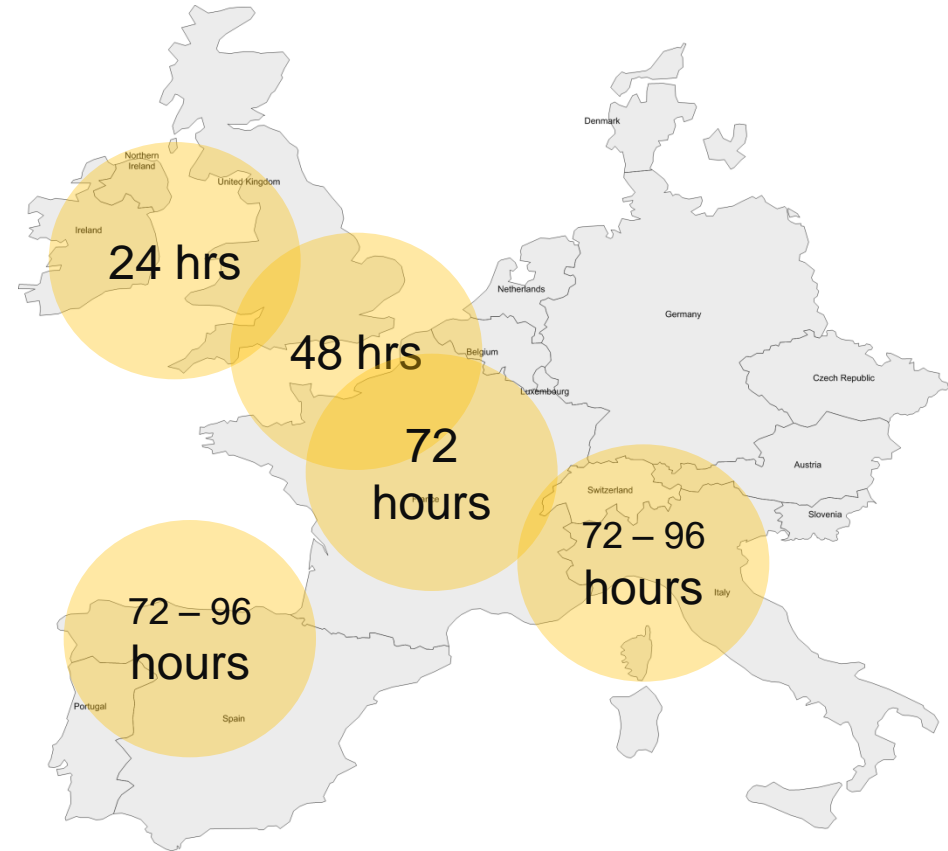 Denmark
Northern
Ireland
United Kingdom
Ireland
24 hrs
Netherlands
Germany
48 hrs
Belgium
Czech Republic
Luxembourg
72
hours
France
Austria
Switzerland
Slovenia
72 – 96
hours
Italy
72 – 96
hours
Portugal
Spain